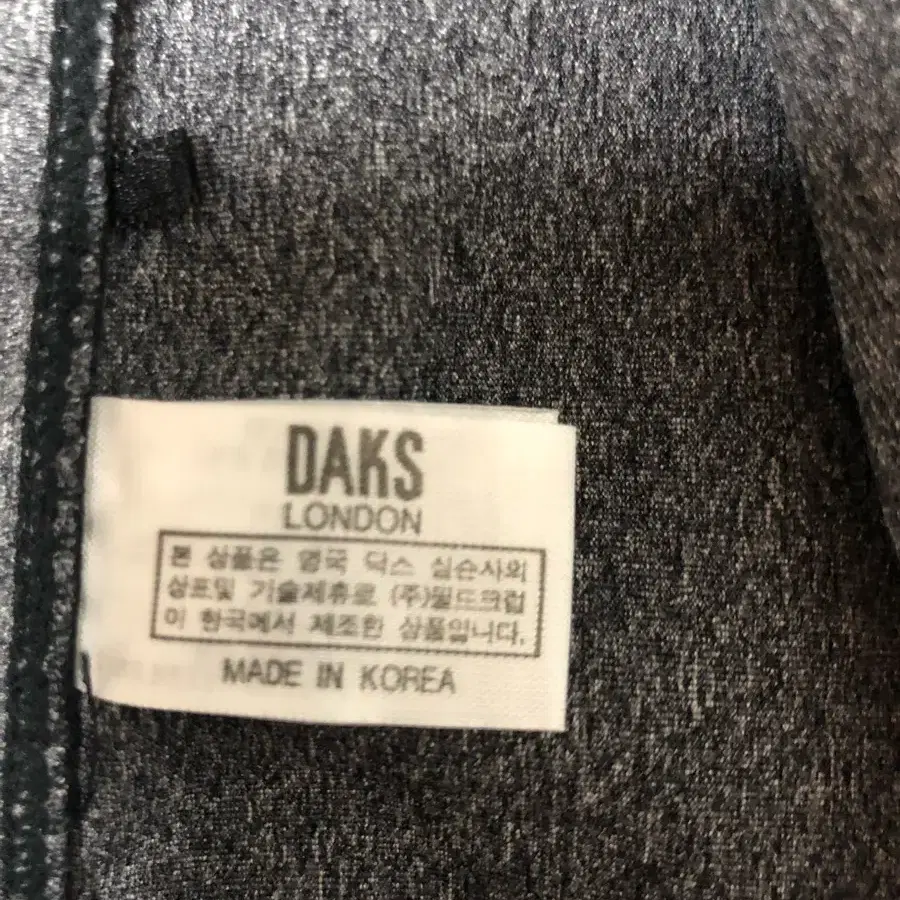 DAKS
LONDON
본 상품은 영국 닥스 심슨사의
상표및 기술제휴로 (주)필드크럽
이 한국에서 제조한 상품입니다.
MADE IN KOREA